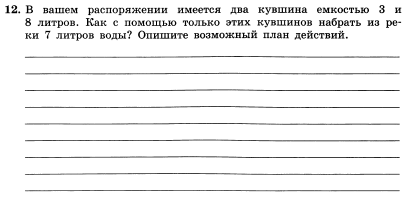 12. В вашем распоряжении имеется два кувшина емкостью 3 и
8 литров. Как с помощью только этих кувшинов набрать из ре-
ки 7 литров воды? Опишите возможный план действий.